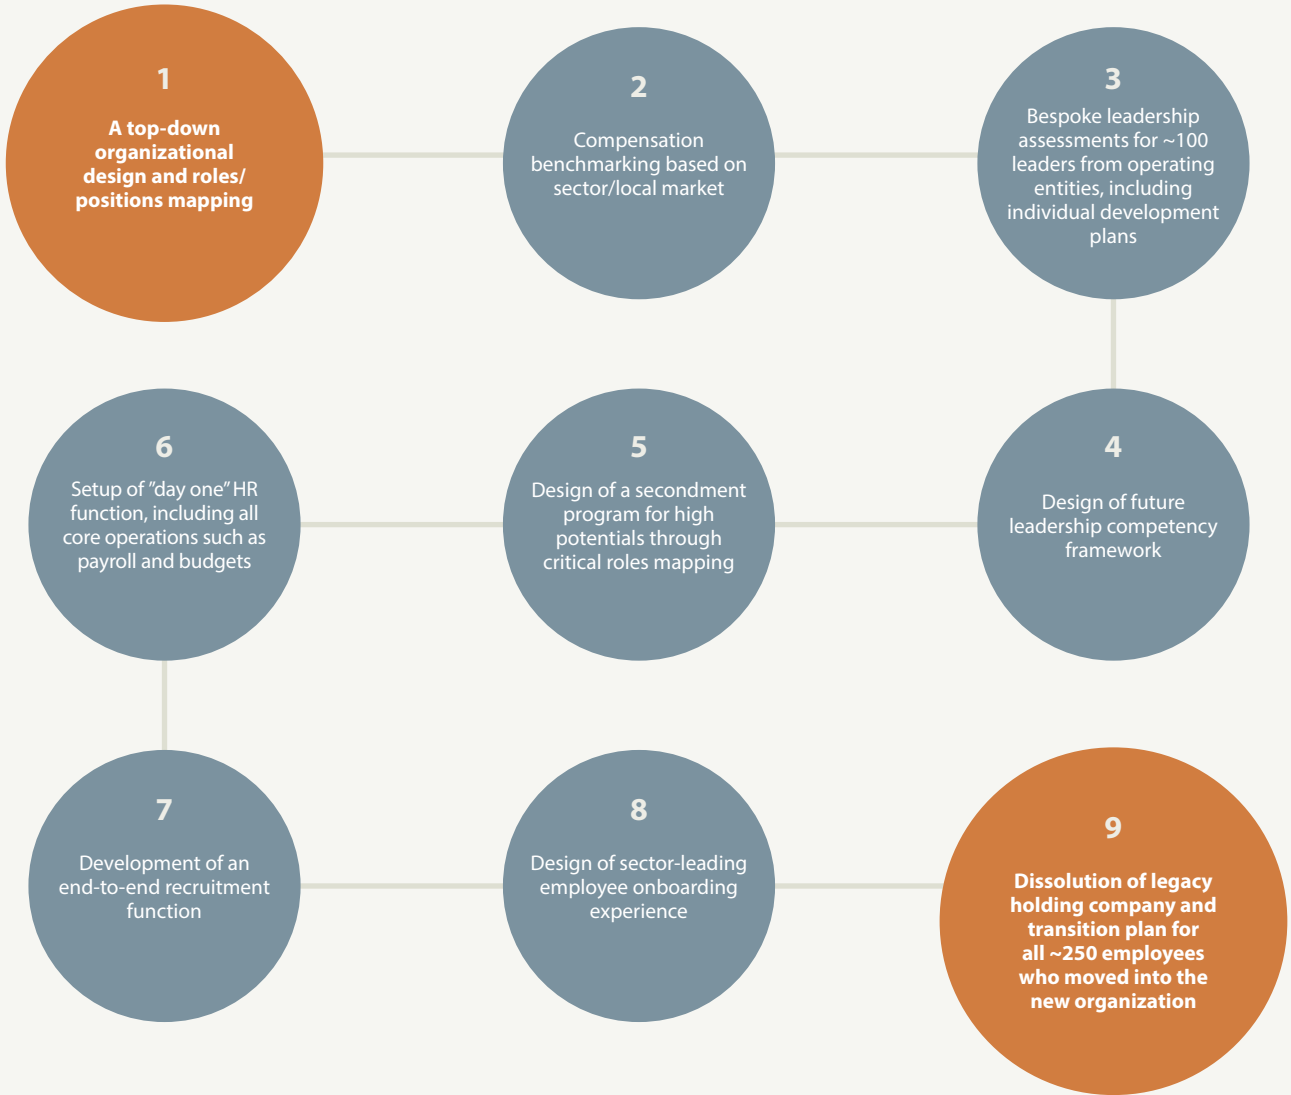 1
A top-down
organizational
design and roles/
positions mapping
2
Compensation
benchmarking based on
sector/local market
3
Bespoke leadership
assessments for ~100
leaders from operating
entities, including
individual development
plans
4
Design of future
leadership competency
framework
5
Design of a secondment
program for high
potentials through
critical roles mapping
6
Setup of ”day one” HR
function, including all
core operations such as
payroll and budgets
7
Development of an
end-to-end recruitment
function
8
Design of sector-leading
employee onboarding
experience
9
Dissolution of legacy
holding company and
transition plan for
all ~250 employees
who moved into the
new organization